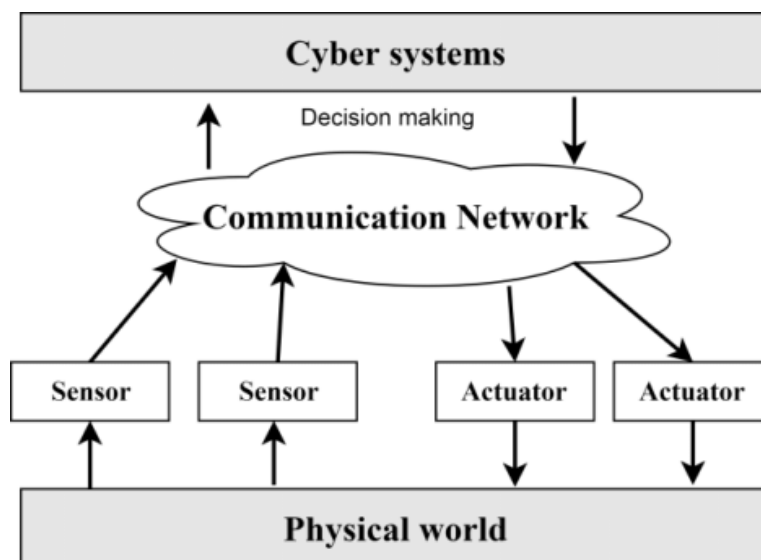 Cyber systems
Decision making
Communication Network
Sensor
Sensor
Actuator
Actuator
Physical world